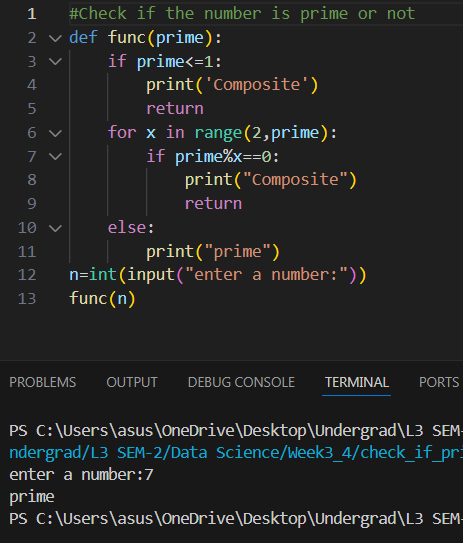 1 #Check if the number is prime or not
2 def func(prime):
3     if prime<=1:
4         print('Composite')
5         return
6     for x in range(2,prime):
7         if prime%x==0:
8             print("Composite")
9             return
10     else:
11         print("prime")
12 n=int(input("enter a number:"))
13 func(n)
PROBLEMS OUTPUT DEBUG CONSOLE TERMINAL PORTS
PS C:\Users\asus\OneDrive\Desktop\Undergrad\L3 SEM-
ndergrad/L3 SEM-2/Data Science/Week3_4/check_if_pri
enter a number:7
prime
PS C:\Users\asus\OneDrive\Desktop\Undergrad\L3 SEM-